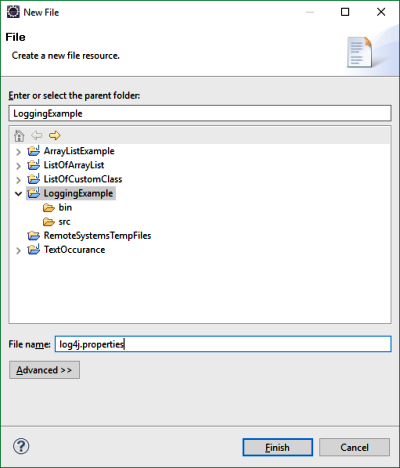 New File
File
Create a new file resource.
Enter or select the parent folder:
LoggingExample
ArrayListExample
ListOfArrayList
ListOfCustomClass
LoggingExample
bin
src
RemoteSystemsTempFiles
TextOccurance
File name: log4j.properties
Advanced >>
? Finish Cancel